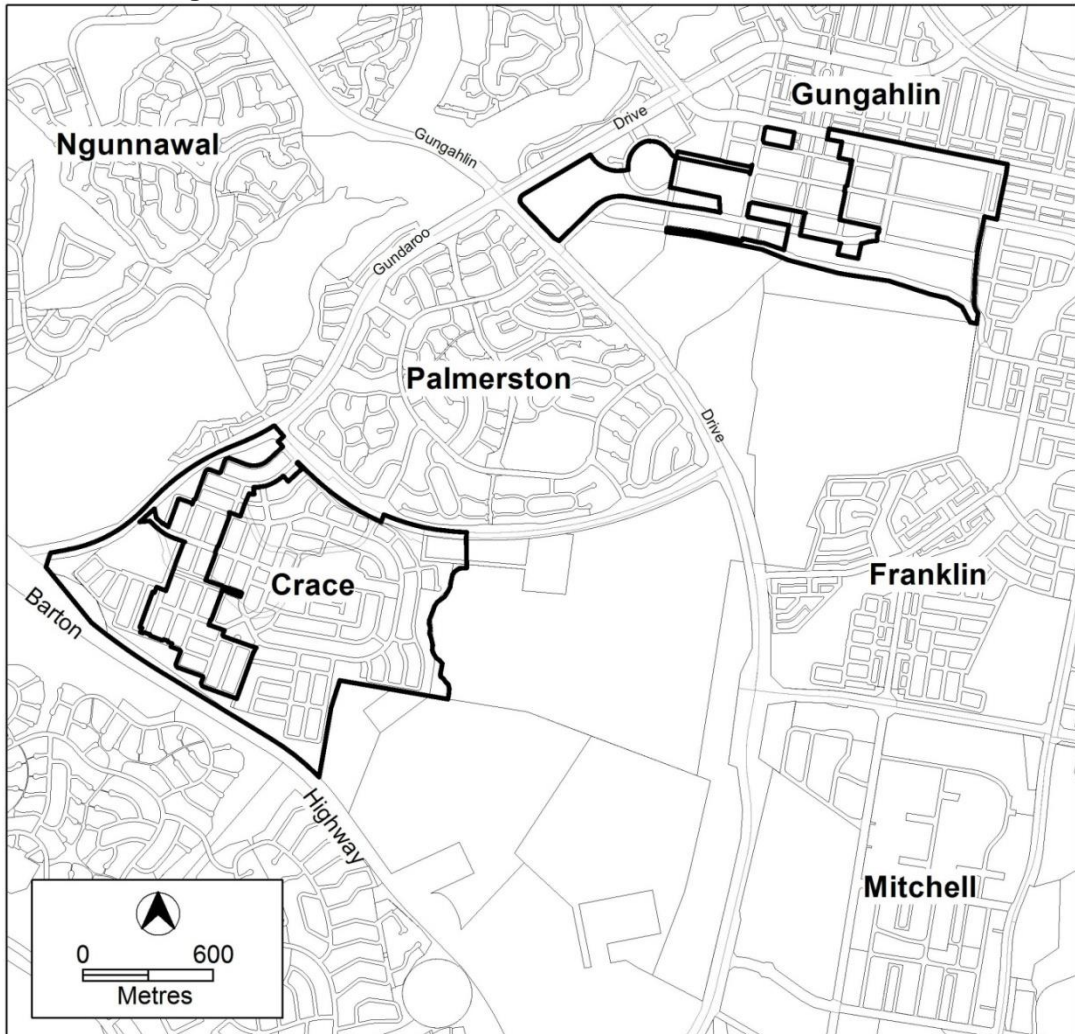 Gungahlin
Ngunnawal
Drive
Gungahlin
Gundaroo
Palmerston
Drive
Crace
Franklin
Barton
Highway
Mitchell
0 600
Metres